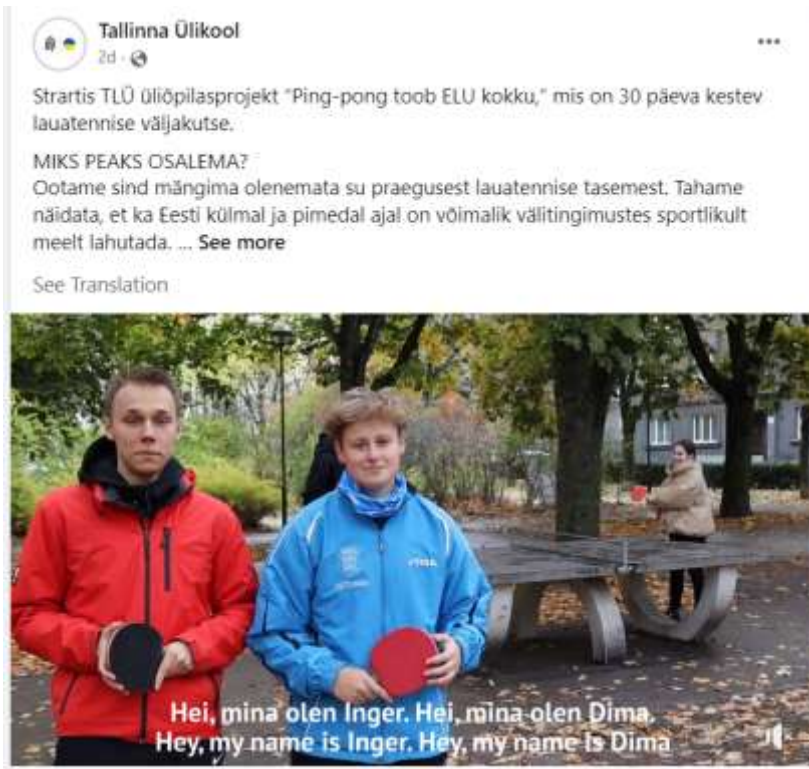 Tallinna Ülikool
2d
Strartis TLÜ üliõpilasprojekt "Ping-pong toob ELU kokku," mis on 30 päeva kestev
lauatennise väljakutse.
MIKS PEAKS OSALEMA?
Ootame sind mängima olenemata su praegusest lauatennise tasemest. Tahame
näidata, et ka Eesti külmal ja pimedal ajal on võimalik välitingimustes sportlikult
meelt lahutada. ... See more
See Translation
Hei, mina olen Inger. Hei, mina olen Dima.
Hey, my name is Inger. Hey, my name is Dima